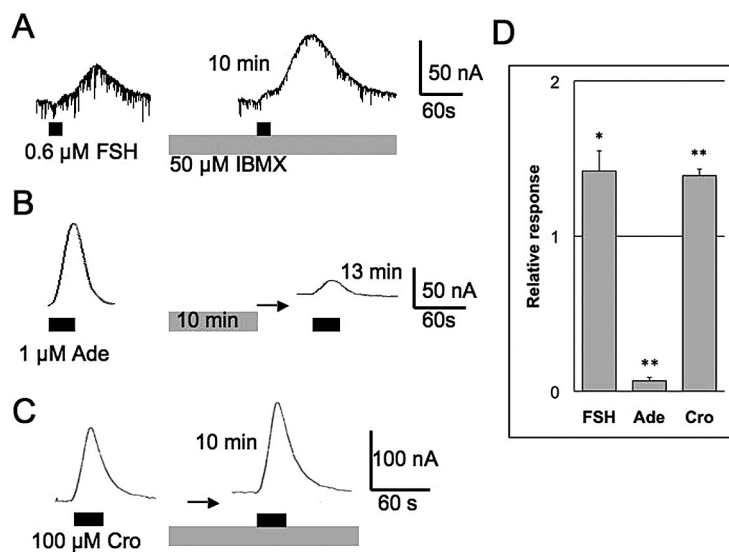 A
10 min
50 nA
60s
0.6 µM FSH
50 µM IBMX
B
13 min
50 nA
60s
10 min
1 µM Ade
C
10 min
100 nA
60 s
100 µM Cro
D
Relative response
2
1
0
*
**
**
FSH Ade Cro